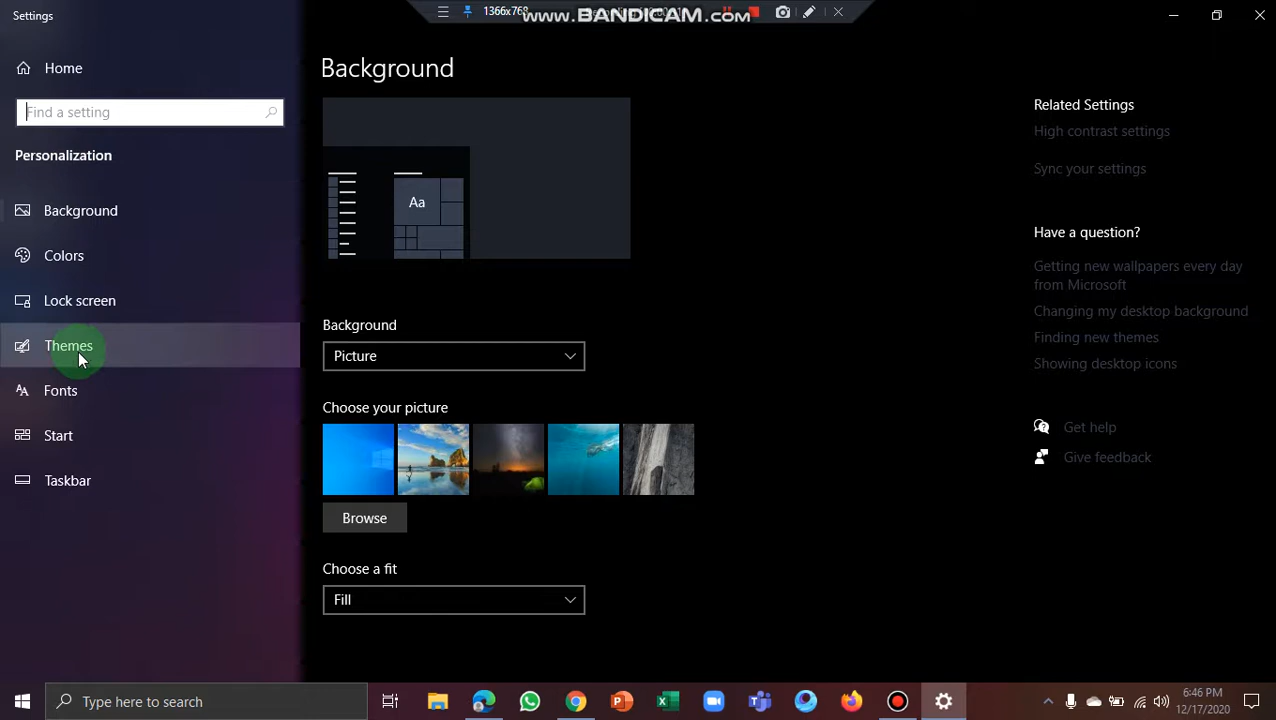 Settings
1366x768
www.BANDICAM.com
Home
Find a setting
Personalization
Background
Colors
Lock screen
Themes
Fonts
Start
Taskbar
Background
Aa
Background
Picture
Choose your picture
Browse
Choose a fit
Fill
Related Settings
High contrast settings
Sync your settings
Have a question?
Getting new wallpapers every day
from Microsoft
Changing my desktop background
Finding new themes
Showing desktop icons
Get help
Give feedback
Type here to search
6:46 PM
12/17/2020